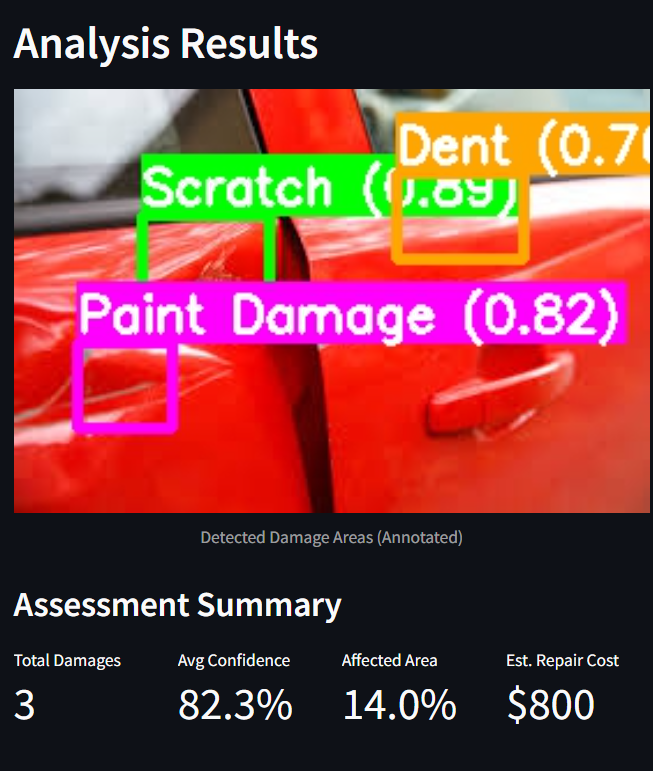 Analysis Results
Dent (0.7
Scratch (0.89)
Paint Damage (0.82)
Detected Damage Areas (Annotated)
Assessment Summary
Total Damages Avg Confidence Affected Area Est. Repair Cost
3 82.3% 14.0% $800